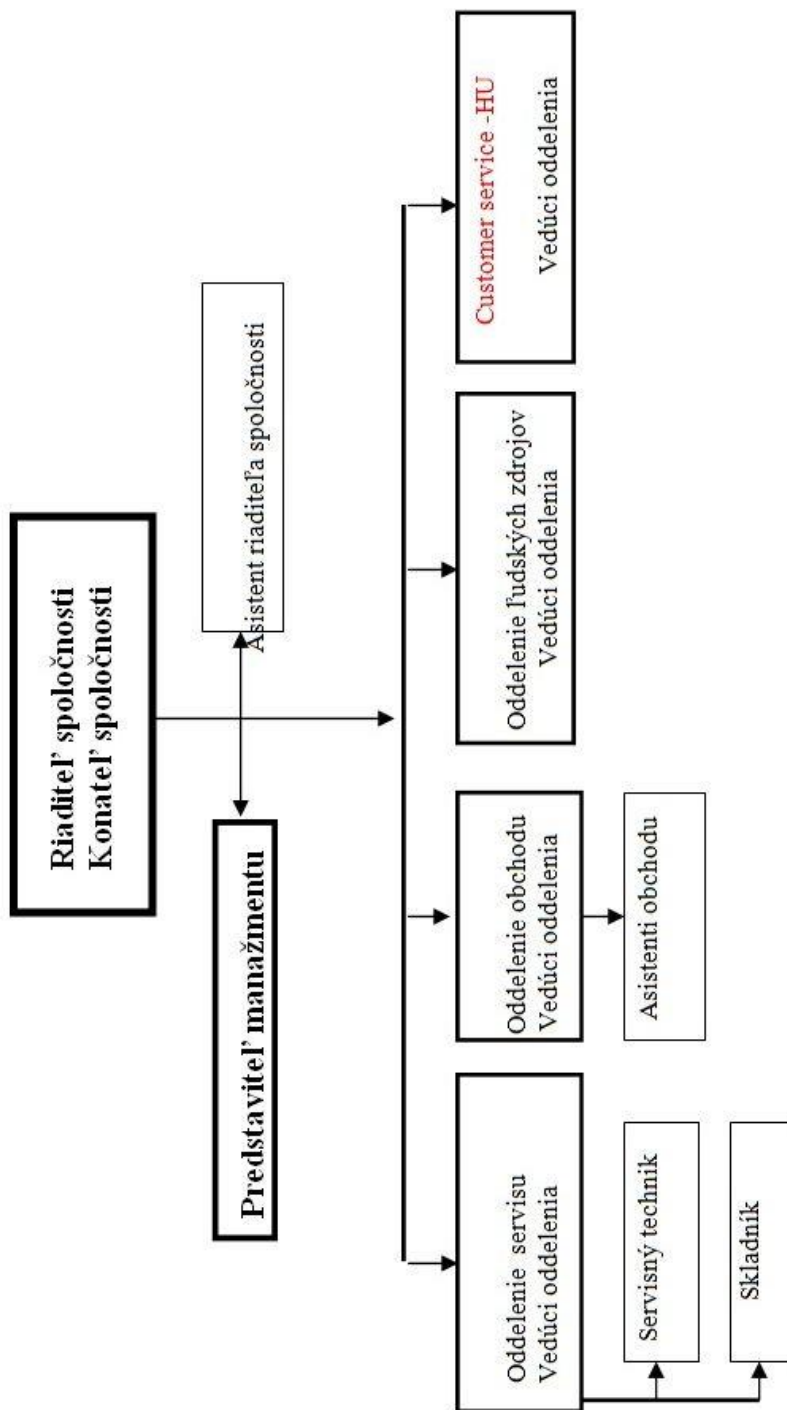 Riaditeľ spoločnosti
Konateľ spoločnosti
Predstaviteľ manažmentu
Asistent riaditeľa spoločnosti
Oddelenie servisu
Vedúci oddelenia
Servisný technik
Skladník
Oddelenie obchodu
Vedúci oddelenia
Asistenti obchodu
Oddelenie ľudských zdrojov
Vedúci oddelenia
Customer service -HU
Vedúci oddelenia